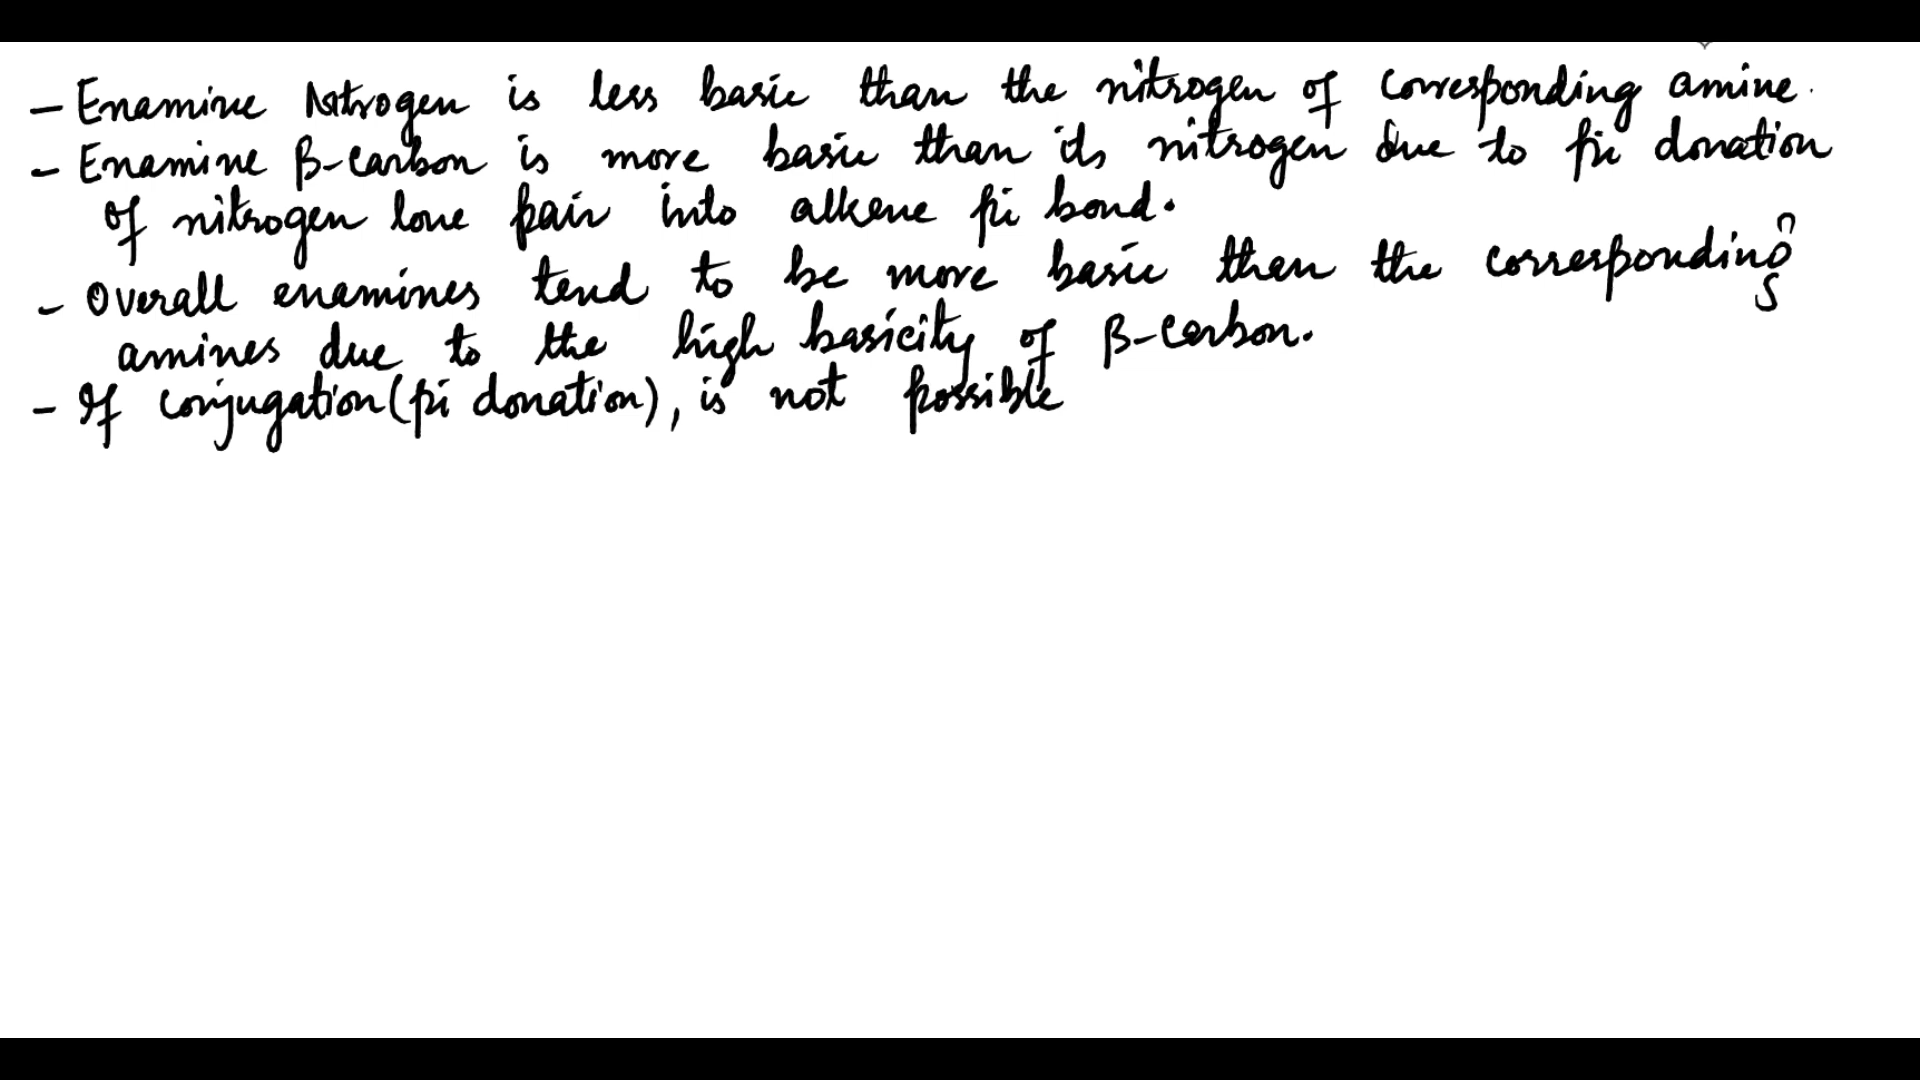 - Enamine Nitrogen is less basic than the nitrogen of corresponding amine.
- Enamine β-carbon is more basic than its nitrogen due to pi donation
of nitrogen lone pair into alkene pi bond.
- Overall enamines tend to be more basic than the corresponding
amines due to the high basicity of β-carbon.
- If conjugation (pi donation), is not possible